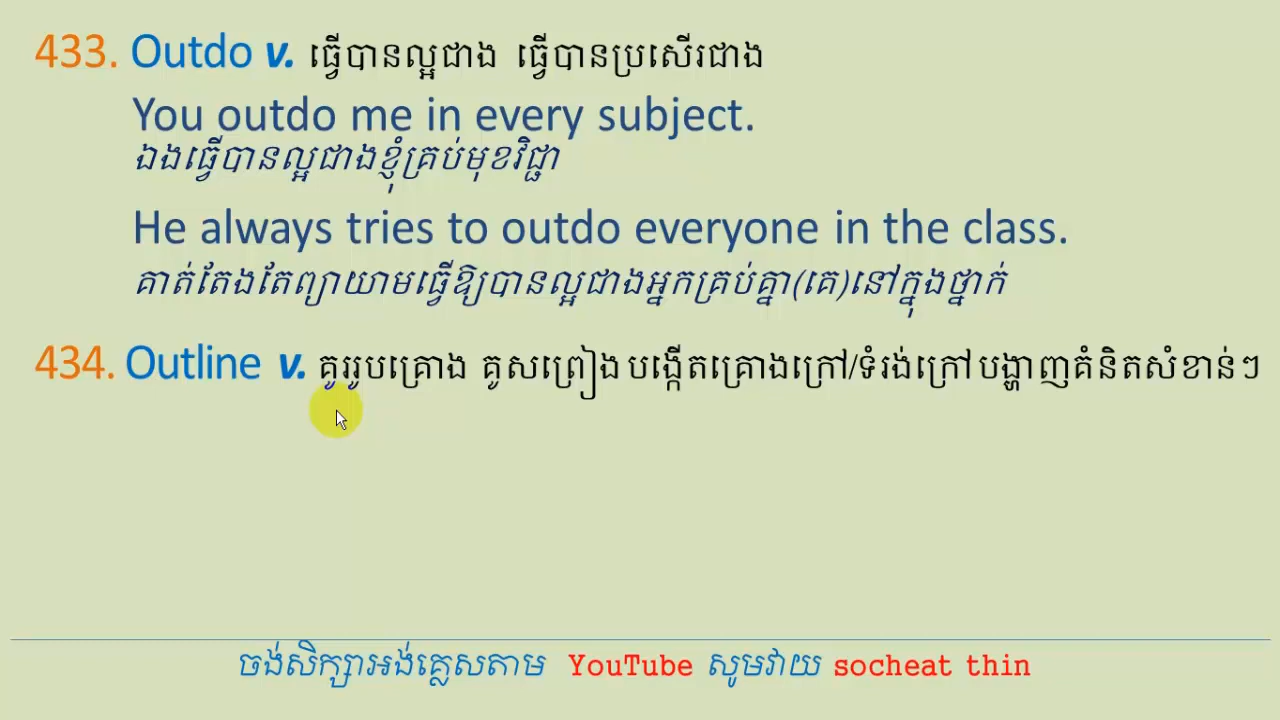 433. Outdo v. ធ្វើបានល្អជាង ធ្វើបានប្រសើរជាង
You outdo me in every subject.
ឯងធ្វើបានល្អជាងខ្ញុំគ្រប់មុខវិជ្ជា
He always tries to outdo everyone in the class.
គាត់តែងតែព្យាយាមធ្វើឱ្យបានល្អជាងអ្នកគ្រប់គ្នា(គេ)នៅក្នុងថ្នាក់
434. Outline v. គូររូបគ្រោង គូសព្រៀង បង្កើតគ្រោងក្រៅ/ទំរង់ក្រៅ បង្ហាញគំនិតសំខាន់ៗ
ចង់សិក្សាអង់គ្លេសតាម YouTube សូមវាយ socheat thin